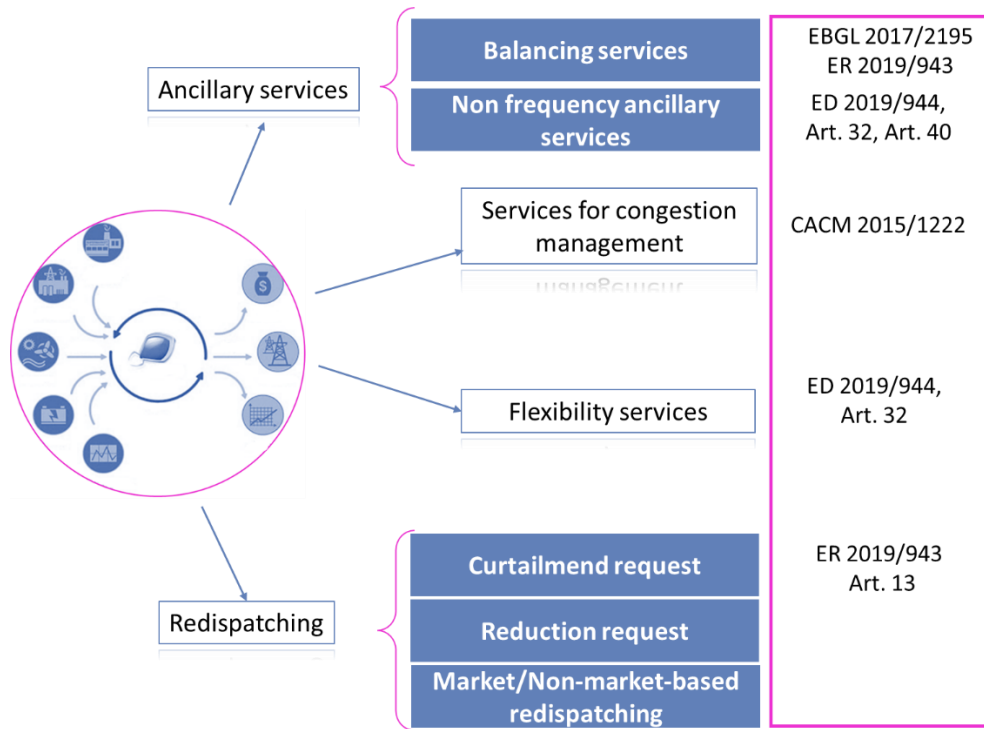 Ancillary services
Balancing services
EBGL 2017/2195
ER 2019/943
Non frequency ancillary
services
ED 2019/944,
Art. 32, Art. 40
Services for congestion
management
CACM 2015/1222
$
Flexibility services
ED 2019/944,
Art. 32
Redispatching
Curtailmend request
Reduction request
Market/Non-market-based
redispatching
ER 2019/943
Art. 13